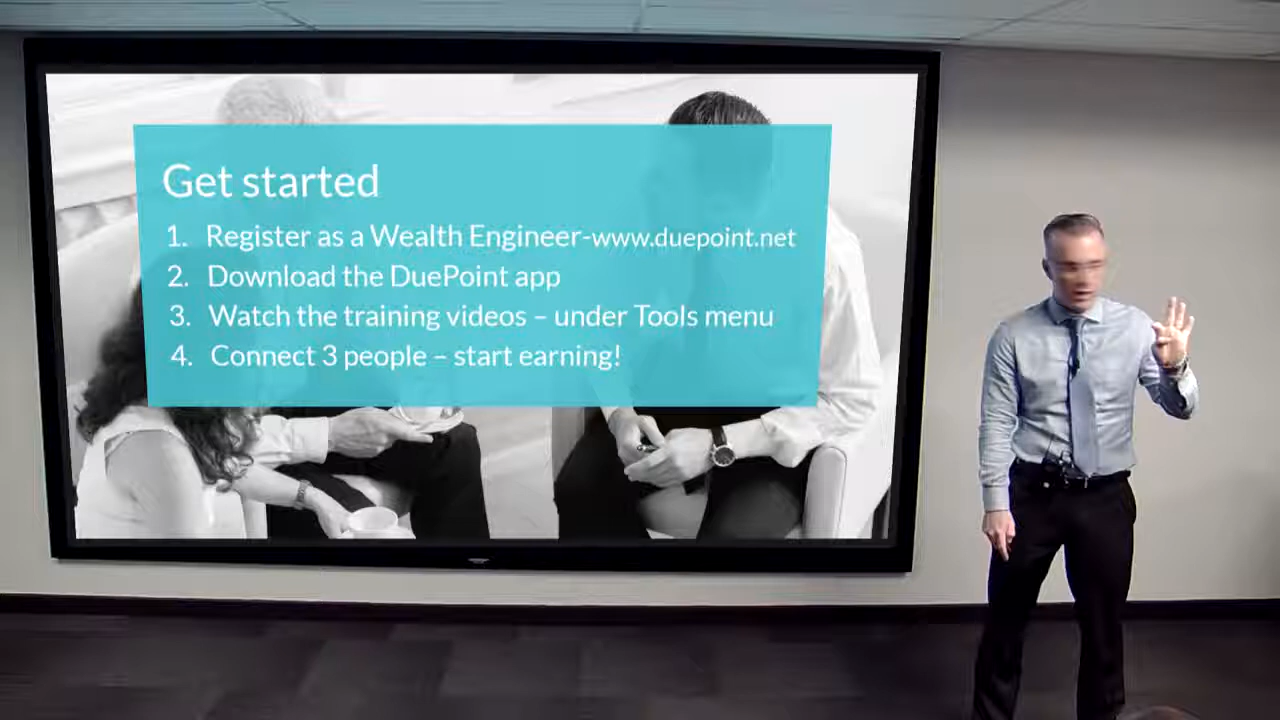 Get started
1. Register as a Wealth Engineer-www.duepoint.net
2. Download the DuePoint app
3. Watch the training videos – under Tools menu
4. Connect 3 people – start earning!